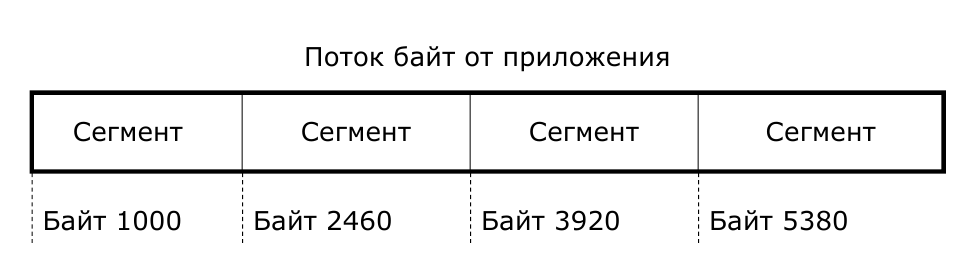 Поток байт от приложения
Сегмент Сегмент Сегмент Сегмент
Байт 1000 Байт 2460 Байт 3920 Байт 5380